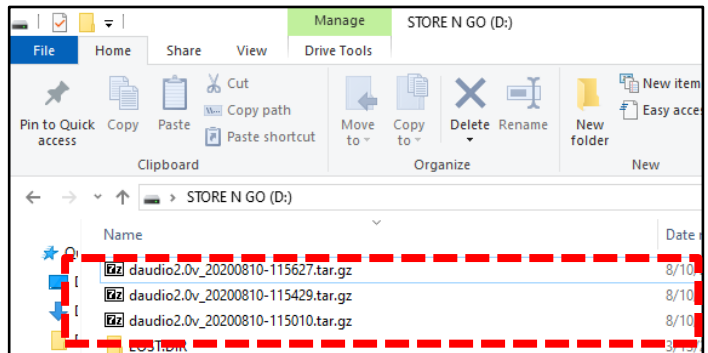 Manage STORE N GO (D:)
File Home Share View Drive Tools
Pin to Quick access
Copy
Paste
Cut
Copy path
Paste shortcut
Move to
Copy to
Delete
Rename
New folder
New item
Easy
Clipboard Organize New
STORE N GO (D:)
Name Date
daudio2.0v_20200810-115627.tar.gz 8/10
daudio2.0v_20200810-115429.tar.gz 8/10
daudio2.0v_20200810-115010.tar.gz 8/10
LOST.DIR